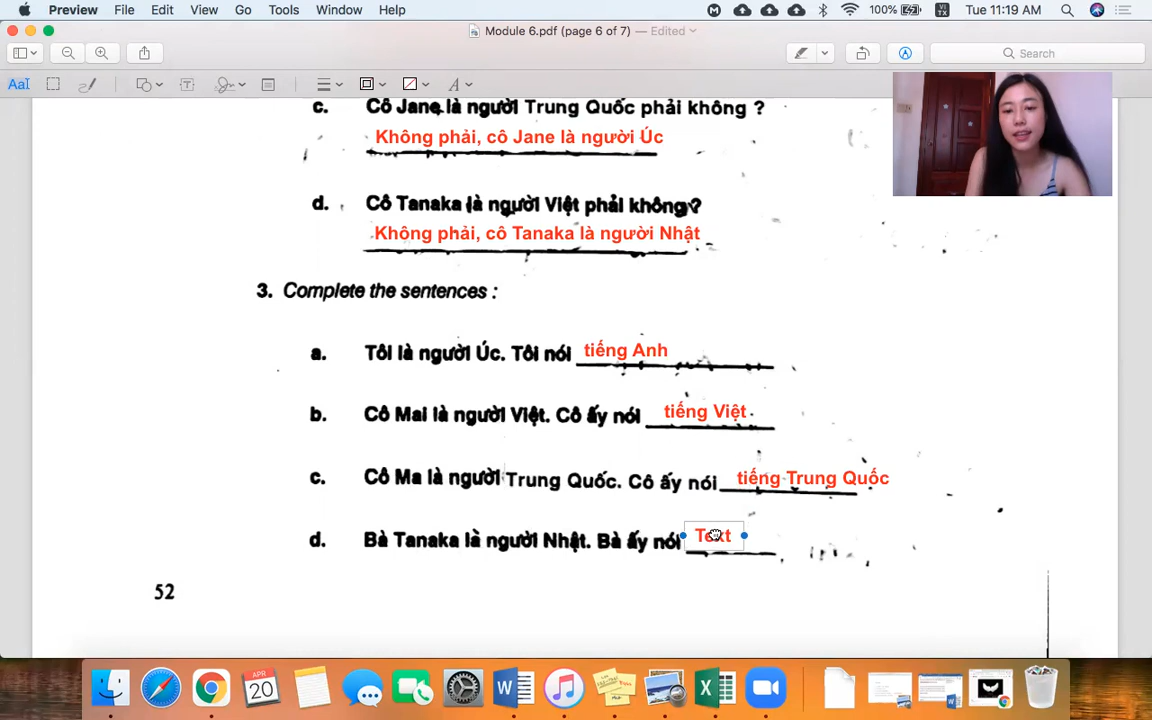 Preview File Edit View Go Tools Window Help 100% VI TX Tue 11:19 AM
Module 6.pdf (page 6 of 7) — Edited
Search
c. Cô Jane là người Trung Quốc phải không ?
Không phải, cô Jane là người Úc
d. Cô Tanaka là người Việt phải không ?
Không phải, cô Tanaka là người Nhật
3. Complete the sentences :
a. Tôi là người Úc. Tôi nói tiếng Anh
b. Cô Mai là người Việt. Cô ấy nói tiếng Việt
c. Cô Ma là người Trung Quốc. Cô ấy nói tiếng Trung Quốc
d. Bà Tanaka là người Nhật. Bà ấy nói Text
52
APR
20